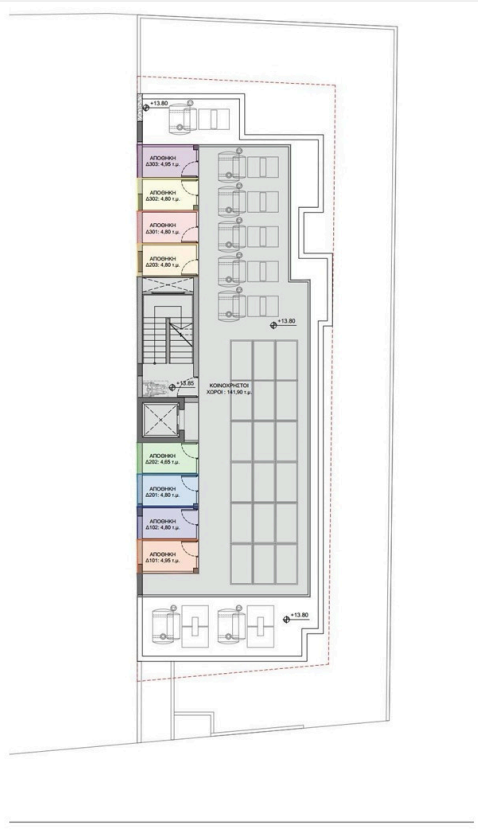 +13.80
ΑΠΟΘΗΚΗ
Δ303: 4,95 τ.μ.
ΑΠΟΘΗΚΗ
Δ302: 4,80 τ.μ.
ΑΠΟΘΗΚΗ
Δ301: 4,80 τ.μ.
ΑΠΟΘΗΚΗ
Δ203: 4,80 τ.μ.
+13.80
+13.85
ΚΟΙΝΟΧΡΗΣΤΟΙ
ΧΩΡΟΙ : 141,90 τ.μ.
ΑΠΟΘΗΚΗ
Δ202: 4,65 τ.μ.
ΑΠΟΘΗΚΗ
Δ201: 4,80 τ.μ.
ΑΠΟΘΗΚΗ
Δ102: 4,80 τ.μ.
ΑΠΟΘΗΚΗ
Δ101: 4,95 τ.μ.
+13.80